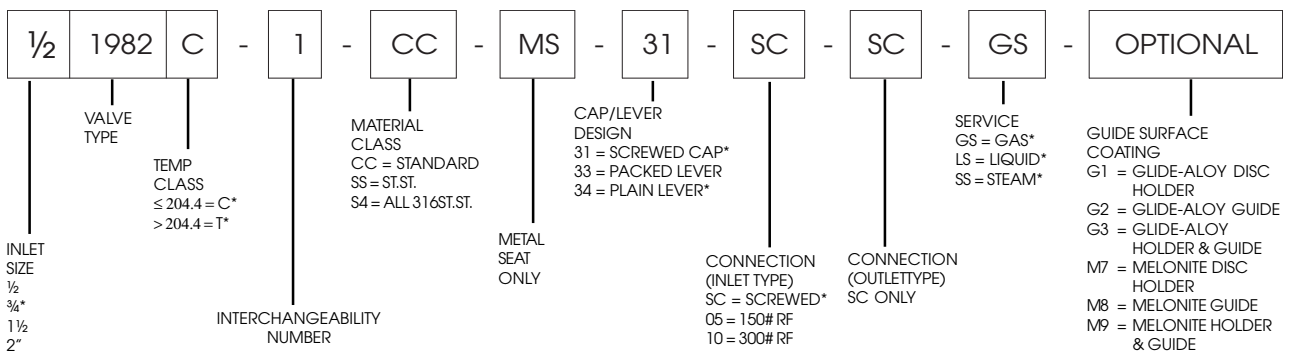 ½ 1982 C - 1 - CC - MS - 31 - SC - SC - GS - OPTIONAL
INLET
SIZE
½
¾*
1½
2"
VALVE
TYPE
TEMP
CLASS
≤ 204.4 = C*
> 204.4 = T*
INTERCHANGEABILITY
NUMBER
MATERIAL
CLASS
CC = STANDARD
SS = ST.ST.
S4 = ALL 316ST.ST.
METAL
SEAT
ONLY
CAP/LEVER
DESIGN
31 = SCREWED CAP*
33 = PACKED LEVER
34 = PLAIN LEVER*
CONNECTION
(INLET TYPE)
SC = SCREWED*
05 = 150# RF
10 = 300# RF
CONNECTION
(OUTLETTYPE)
SC ONLY
SERVICE
GS = GAS*
LS = LIQUID*
SS = STEAM*
GUIDE SURFACE
COATING
G1 = GLIDE-ALOY DISC
HOLDER
G2 = GLIDE-ALOY GUIDE
G3 = GLIDE-ALOY
HOLDER & GUIDE
M7 = MELONITE DISC
HOLDER
M8 = MELONITE GUIDE
M9 = MELONITE HOLDER
& GUIDE